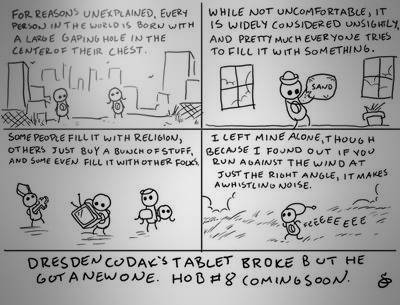 FOR REASONS UNEXPLAINED, EVERY
PERSON IN THE WORLD IS BORN WITH
A LARGE GAPING HOLE IN THE
CENTER OF THEIR CHEST.
WHILE NOT UNCOMFORTABLE, IT
IS WIDELY CONSIDERED UNSIGHTLY,
AND PRETTY MUCH EVERYONE TRIES
TO FILL IT WITH SOMETHING.
SAND
SOME PEOPLE FILL IT WITH RELIGION,
OTHERS JUST BUY A BUNCH OF STUFF,
AND SOME EVEN FILL IT WITH OTHER FOLKS.
I LEFT MINE ALONE, THOUGH
BECAUSE I FOUND OUT IF YOU
RUN AGAINST THE WIND AT
JUST THE RIGHT ANGLE, IT MAKES
A WHISTLING NOISE.
EEEEEEEE
DRESDEN CODAK'S TABLET BROKE BUT HE
GOT A NEW ONE. HOB #8 COMING SOON.